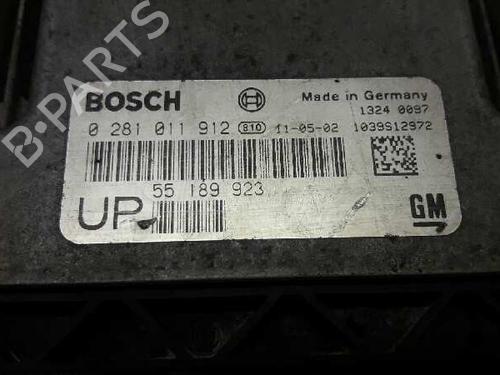 BOSCH Made in Germany
1324 0097
0 281 011 912 810 11-05-02 1039S12972
55 189 923
UP GM
B-PARTS